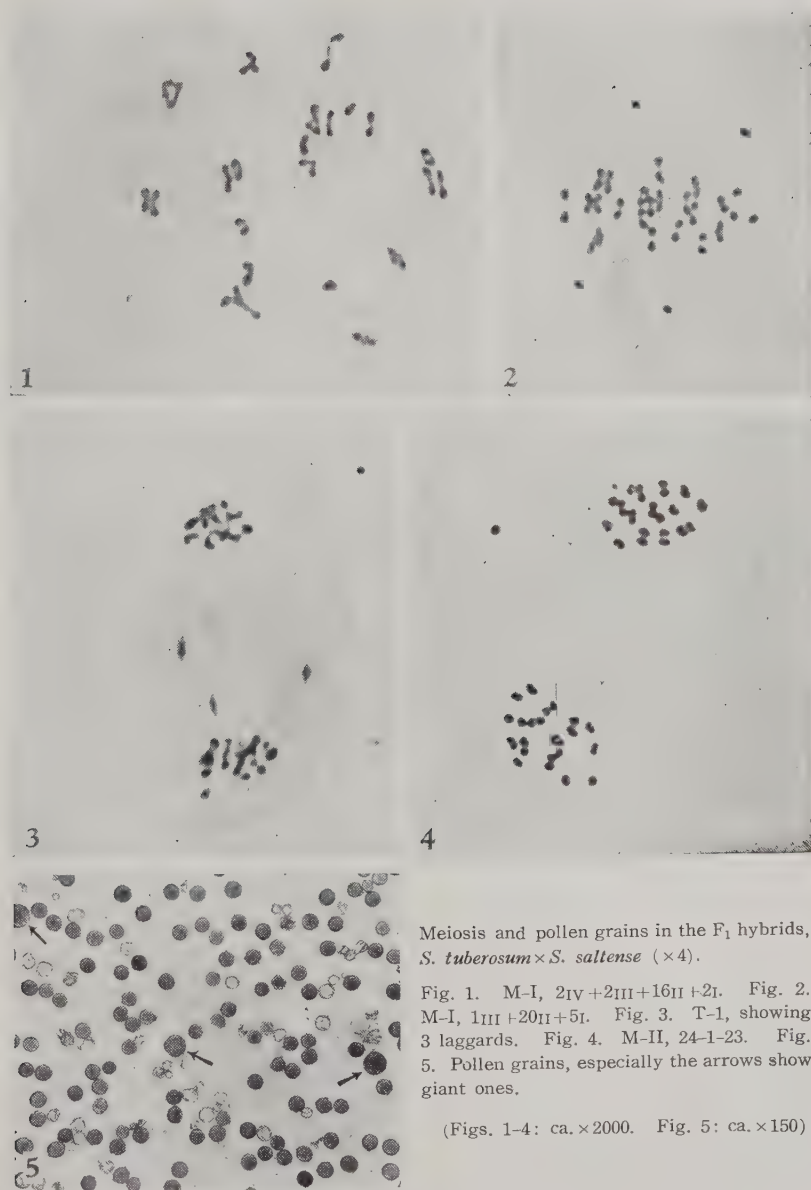 1
2
3
4
5
Meiosis and pollen grains in the F₁ hybrids,
S. tuberosum × S. saltense (×4).
Fig. 1. M-I, 2IV+2III+16II+2I. Fig. 2.
M-I, 1III+20II+5I. Fig. 3. T-1, showing
3 laggards. Fig. 4. M-II, 24-1-23. Fig.
5. Pollen grains, especially the arrows show
giant ones.
(Figs. 1-4: ca. ×2000. Fig. 5: ca. ×150)